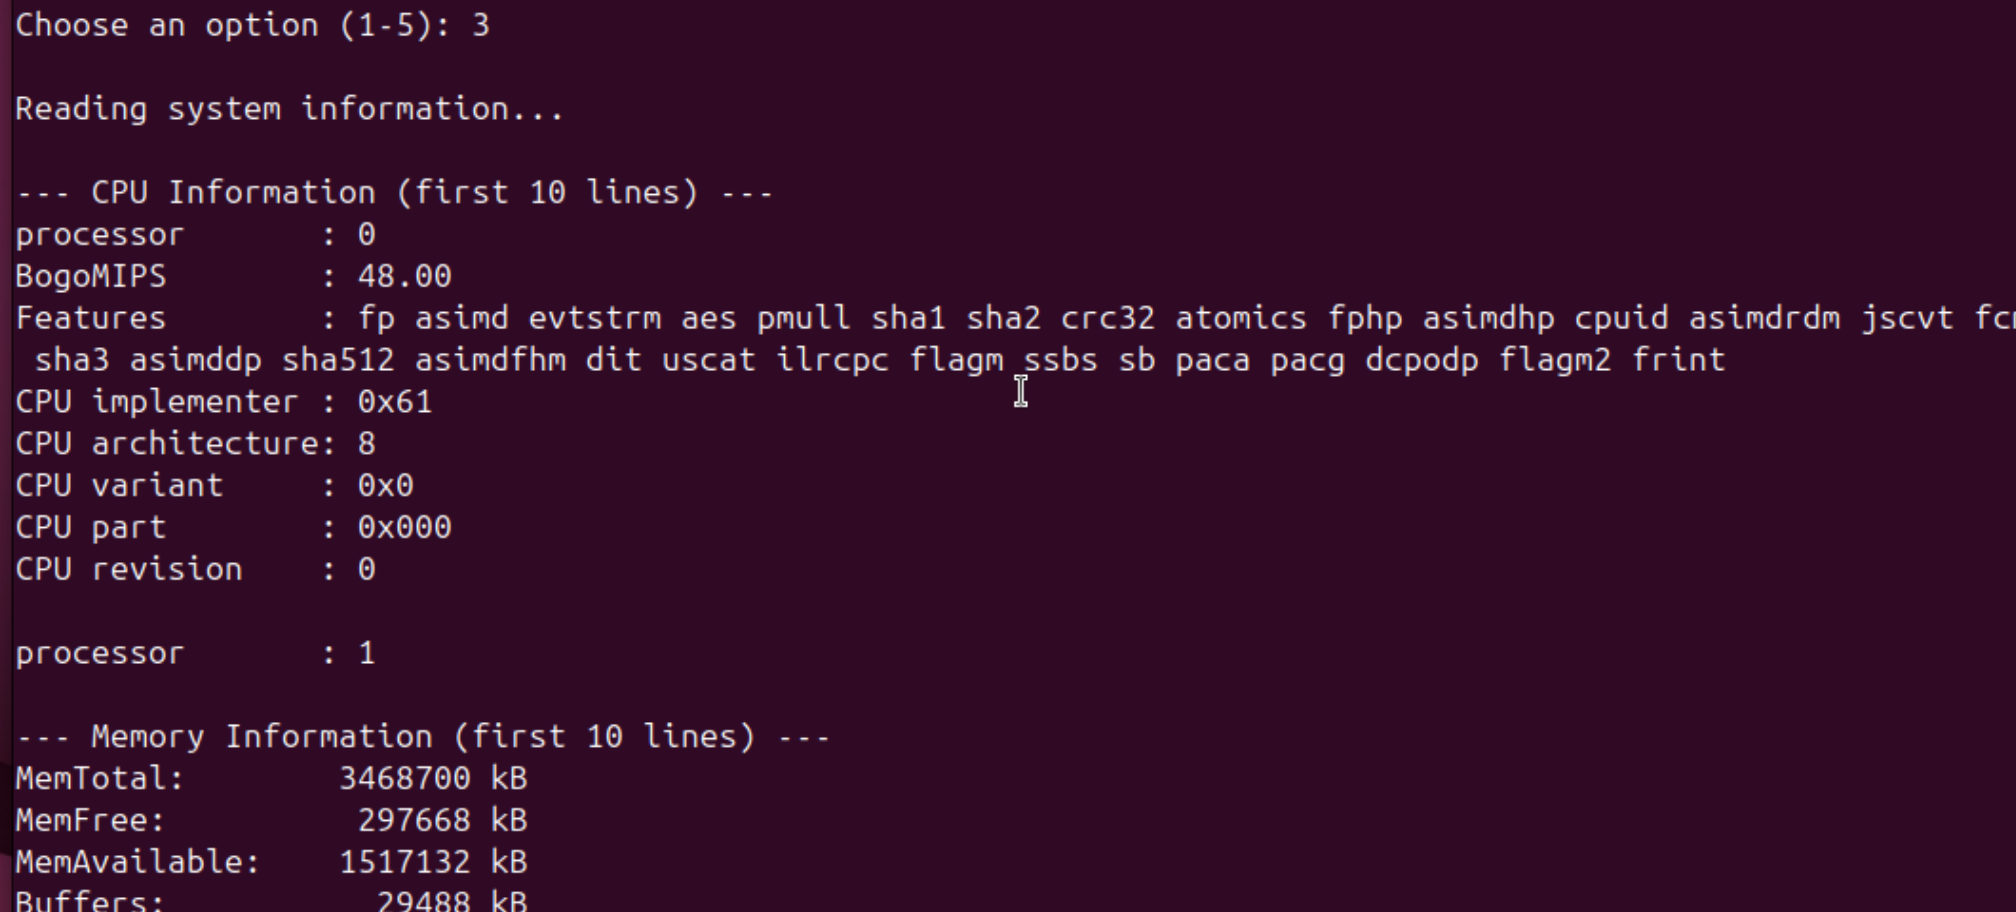 Choose an option (1-5): 3
Reading system information...
--- CPU Information (first 10 lines) ---
processor       : 0
BogoMIPS        : 48.00
Features        : fp asimd evtstrm aes pmull sha1 sha2 crc32 atomics fphp asimdhp cpuid asimdrdm jscvt
 sha3 asimddp sha512 asimdfhm dit uscat ilrcpc flagm ssbs sb paca pacg dcpodp flagm2 frint
CPU implementer : 0x61
CPU architecture: 8
CPU variant     : 0x0
CPU part        : 0x000
CPU revision    : 0
processor       : 1
--- Memory Information (first 10 lines) ---
MemTotal:        3468700 kB
MemFree:          297668 kB
MemAvailable:    1517132 kB
Buffers:           29488 kB